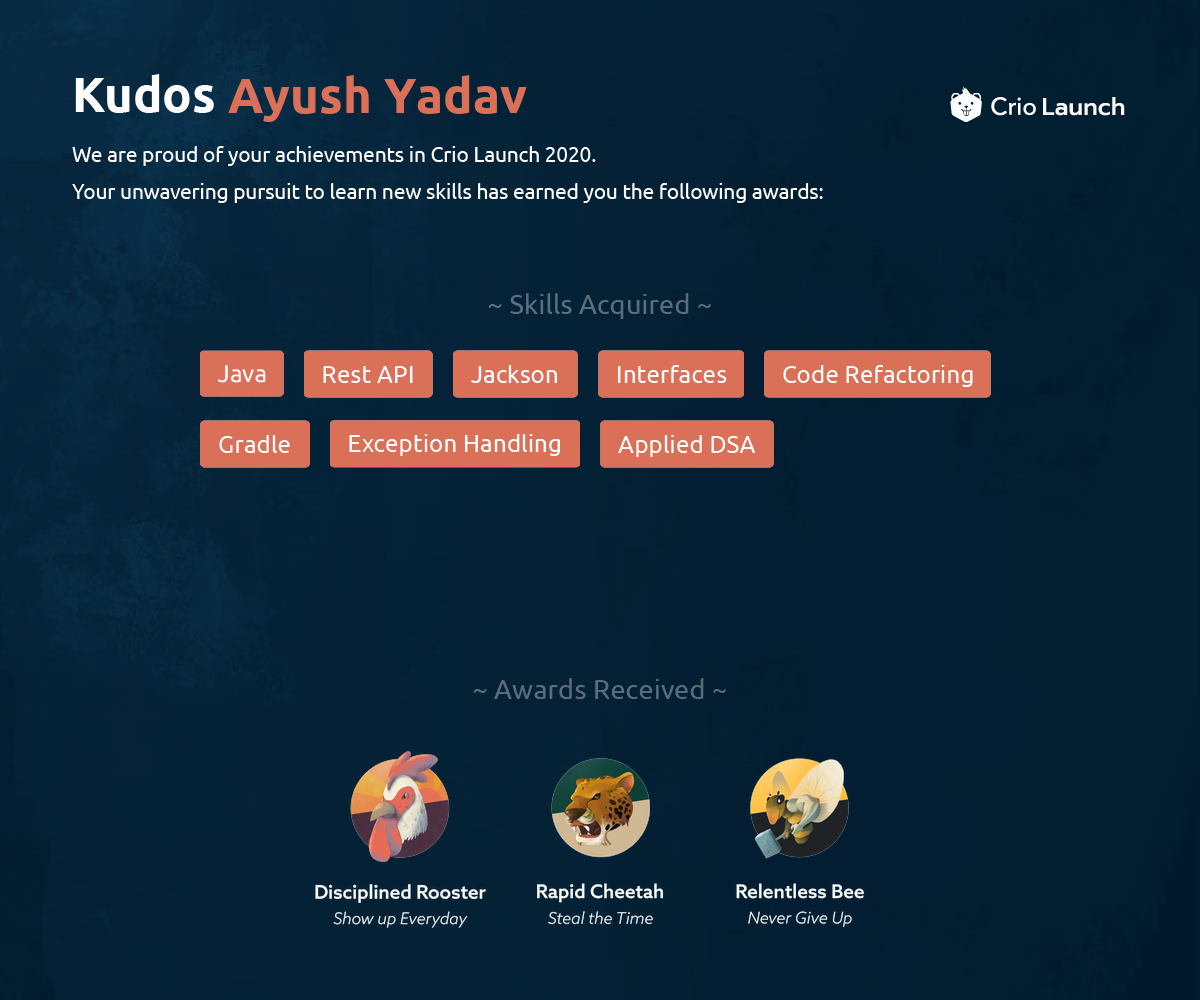 Kudos Ayush Yadav
Crio Launch
We are proud of your achievements in Crio Launch 2020.
Your unwavering pursuit to learn new skills has earned you the following awards:
~ Skills Acquired ~
Java Rest API Jackson Interfaces Code Refactoring
Gradle Exception Handling Applied DSA
~ Awards Received ~
Disciplined Rooster Rapid Cheetah Relentless Bee
Show up Everyday Steal the Time Never Give Up